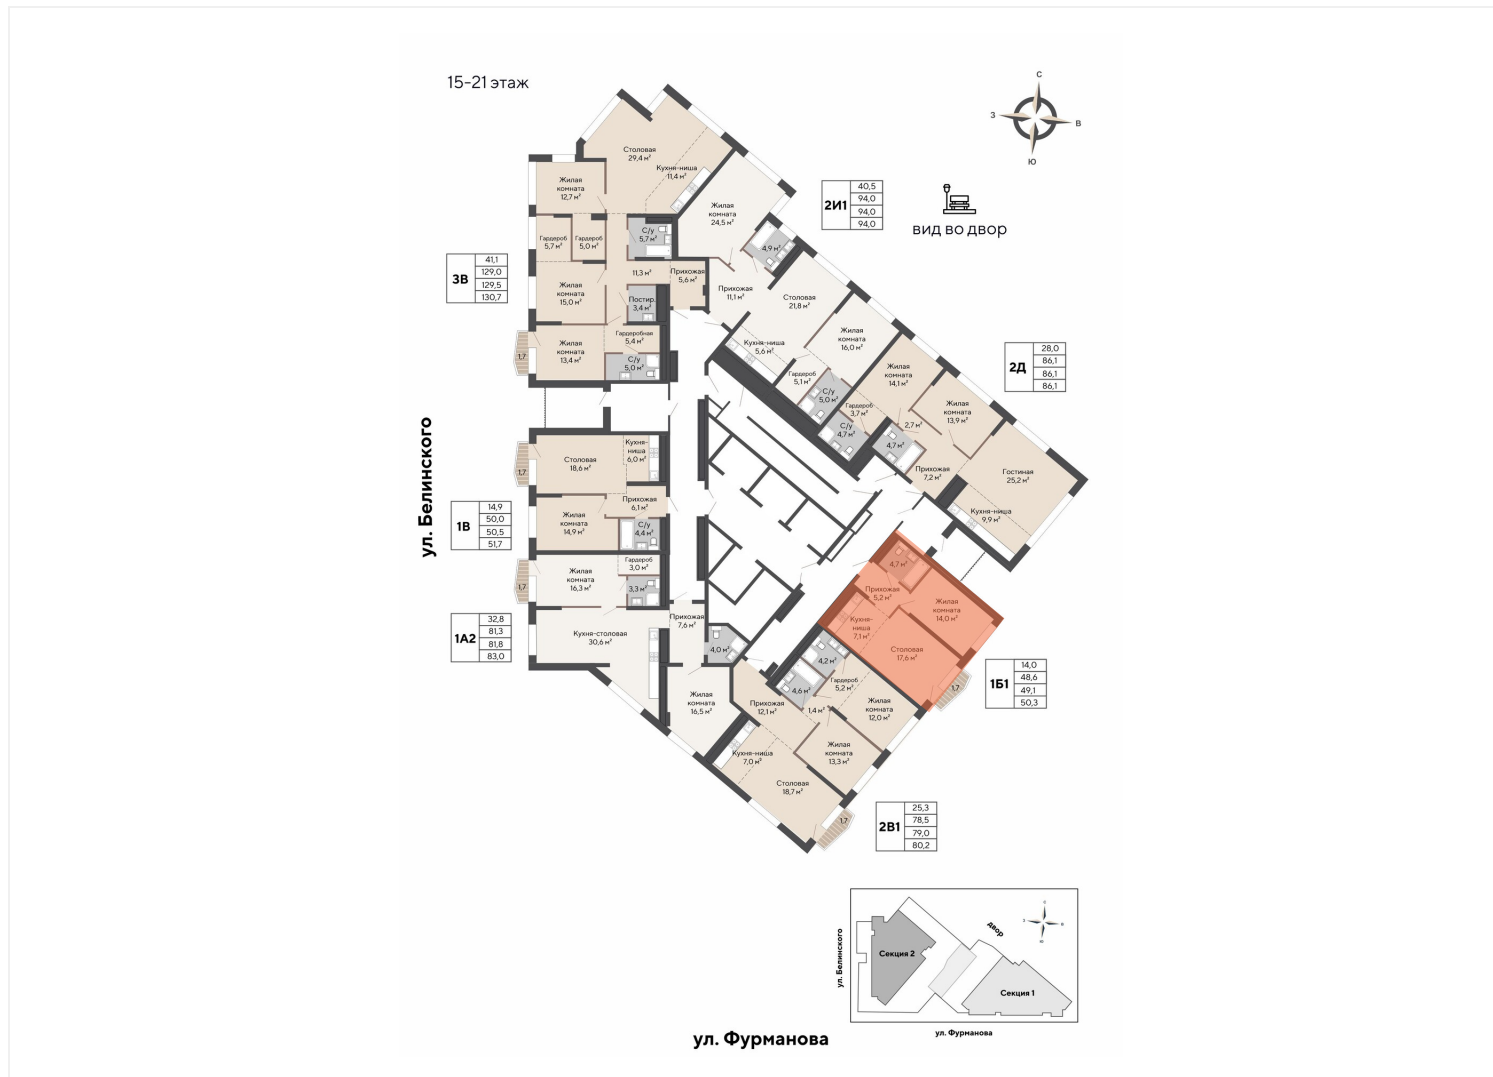 15-21 этаж
С
З
В
Ю
вид во двор
2И1
40,5
94,0
94,0
94,0
Столовая
29,4 м²
Кухня-ниша
11,4 м²
Жилая
комната
12,7 м²
Гардероб
5,7 м²
Гардероб
5,0 м²
С/у
5,7 м²
11,3 м²
Прихожая
5,6 м²
Жилая
комната
15,0 м²
Постир.
3,4 м²
Жилая
комната
13,4 м²
Гардеробная
5,4 м²
С/у
5,0 м²
1,7
3В
41,1
129,0
129,5
130,7
Жилая
комната
24,5 м²
4,9 м²
Прихожая
11,1 м²
Столовая
21,8 м²
Кухня-ниша
5,6 м²
Жилая
комната
16,0 м²
Гардероб
5,1 м²
С/у
5,0 м²
2Д
28,0
86,1
86,1
86,1
Жилая
комната
14,1 м²
Гардероб
3,7 м²
С/у
4,7 м²
2,7 м²
Жилая
комната
13,9 м²
4,7 м²
Прихожая
7,2 м²
Гостиная
25,2 м²
Кухня-ниша
9,9 м²
ул. Белинского
Столовая
18,6 м²
Кухня-
ниша
6,0 м²
1,7
Прихожая
6,1 м²
Жилая
комната
14,9 м²
С/у
4,4 м²
1В
14,9
50,0
50,5
51,7
Жилая
комната
16,3 м²
Гардероб
3,0 м²
3,3 м²
1,7
Кухня-столовая
30,6 м²
Прихожая
7,6 м²
4,0 м²
Жилая
комната
16,5 м²
1А2
32,8
81,3
81,8
83,0
4,7 м²
Прихожая
5,2 м²
Жилая
комната
14,0 м²
Кухня-
ниша
7,1 м²
Столовая
17,6 м²
1,7
1Б1
14,0
48,6
49,1
50,3
4,2 м²
4,6 м²
Гардероб
5,2 м²
1,4 м²
Жилая
комната
12,0 м²
Прихожая
12,1 м²
Жилая
комната
13,3 м²
Кухня-ниша
7,0 м²
Столовая
18,7 м²
1,7
2В1
25,3
78,5
79,0
80,2
С
З
В
Ю
двор
ул. Белинского
Секция 2
Секция 1
ул. Фурманова
ул. Фурманова